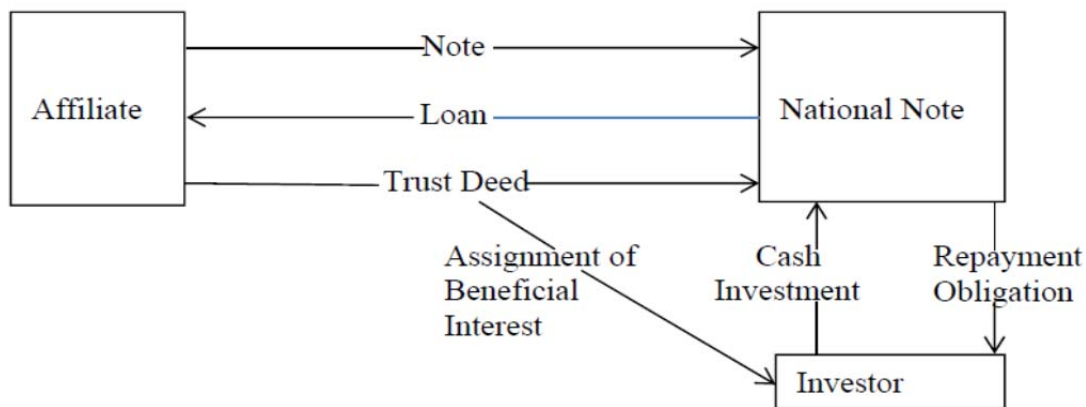 Note
Affiliate
National Note
Loan
Trust Deed
Assignment of
Beneficial
Interest
Cash
Investment
Repayment
Obligation
Investor